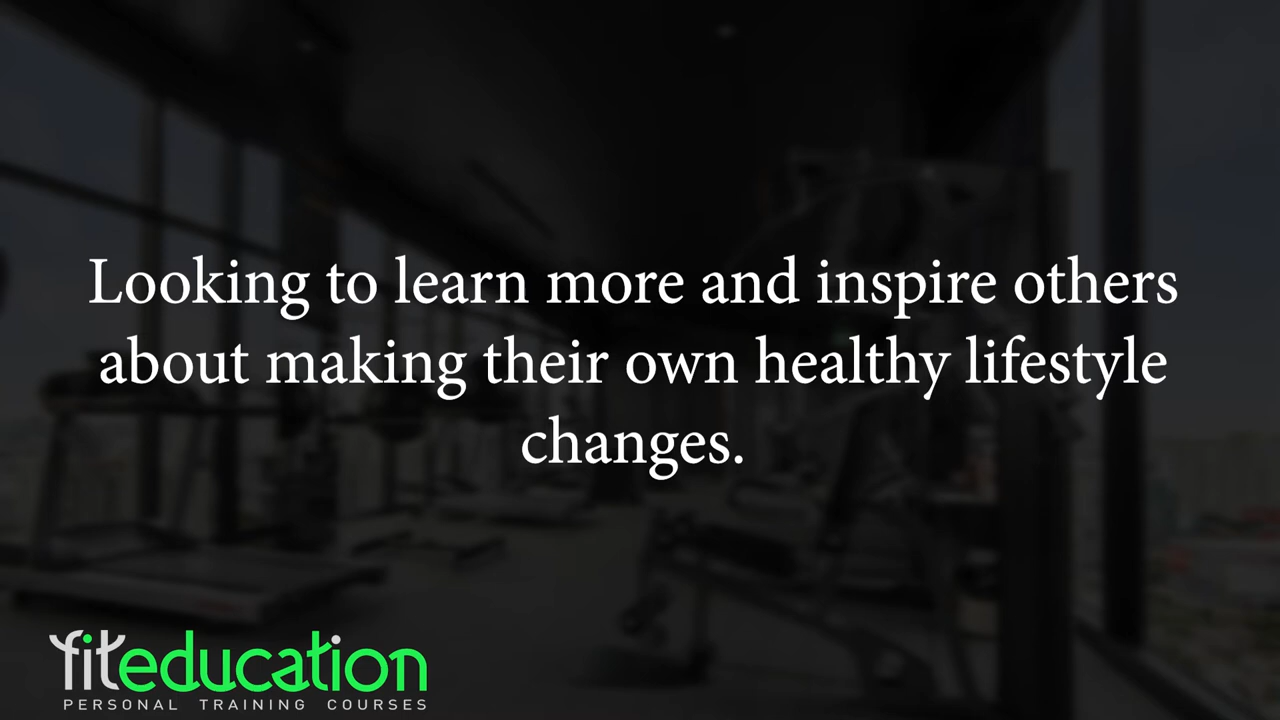 Looking to learn more and inspire others
about making their own healthy lifestyle
changes.
fiteducation
PERSONAL TRAINING COURSES